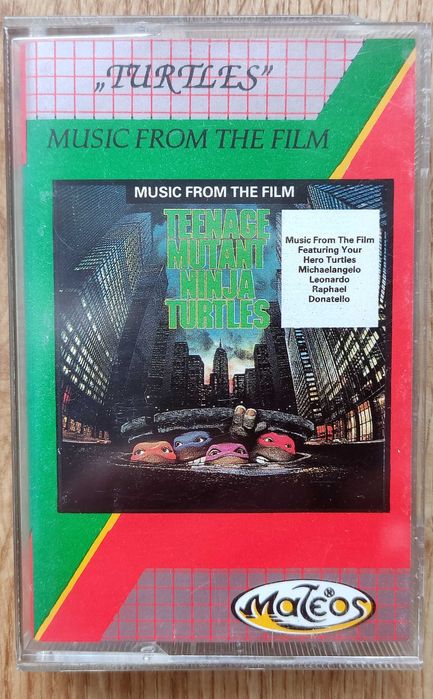 „TURTLES”
MUSIC FROM THE FILM
MUSIC FROM THE FILM
TEENAGE
MUTANT
NINJA
TURTLES
Music From The Film
Featuring Your
Hero Turtles
Michaelangelo
Leonardo
Raphael
Donatello
MATEOS ®